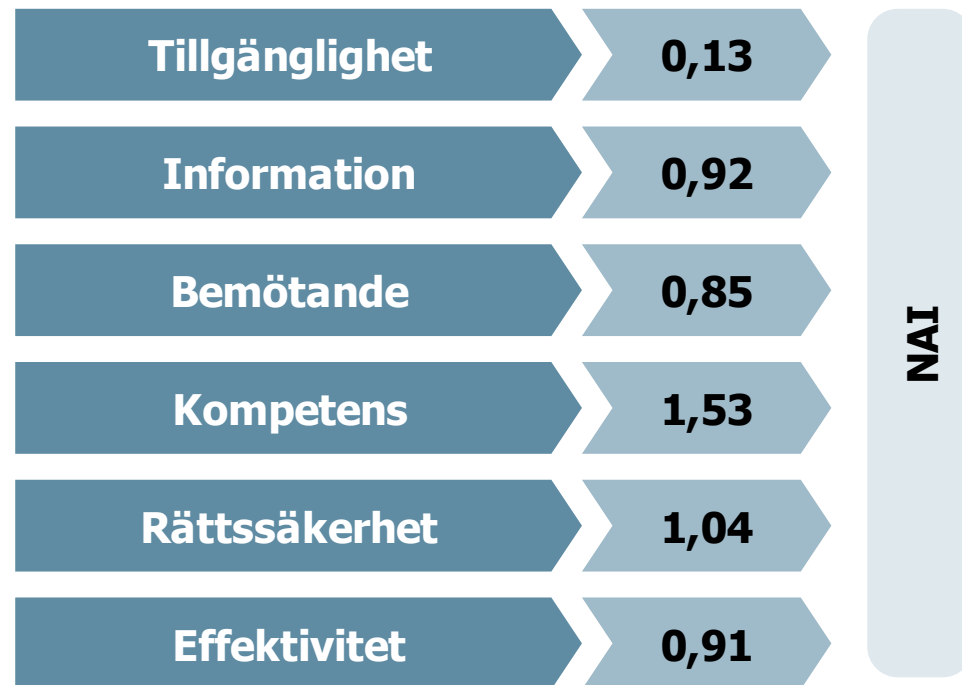 Tillgänglighet 0,13
Information 0,92
Bemötande 0,85
Kompetens 1,53
Rättssäkerhet 1,04
Effektivitet 0,91
NAI